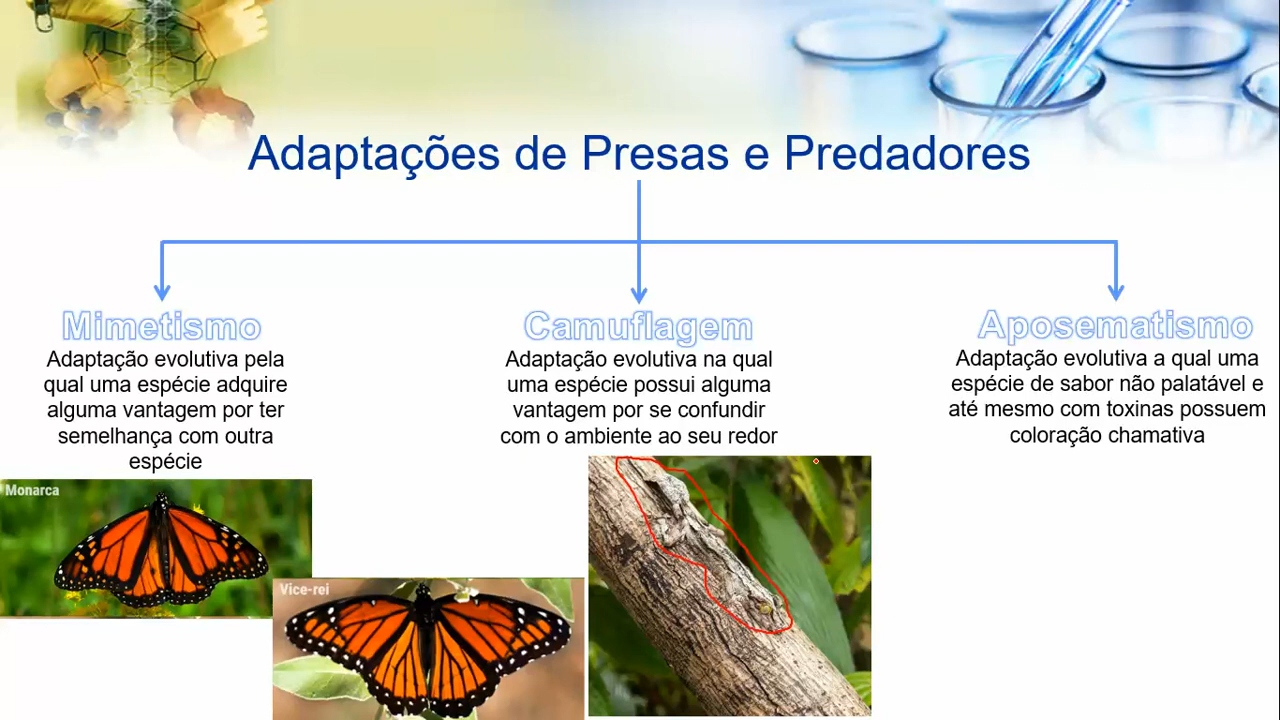 Adaptações de Presas e Predadores
Mimetismo
Adaptação evolutiva pela
qual uma espécie adquire
alguma vantagem por ter
semelhança com outra
espécie
Monarca
Vice-rei
Camuflagem
Adaptação evolutiva na qual
uma espécie possui alguma
vantagem por se confundir
com o ambiente ao seu redor
Aposematismo
Adaptação evolutiva a qual uma
espécie de sabor não palatável e
até mesmo com toxinas possuem
coloração chamativa